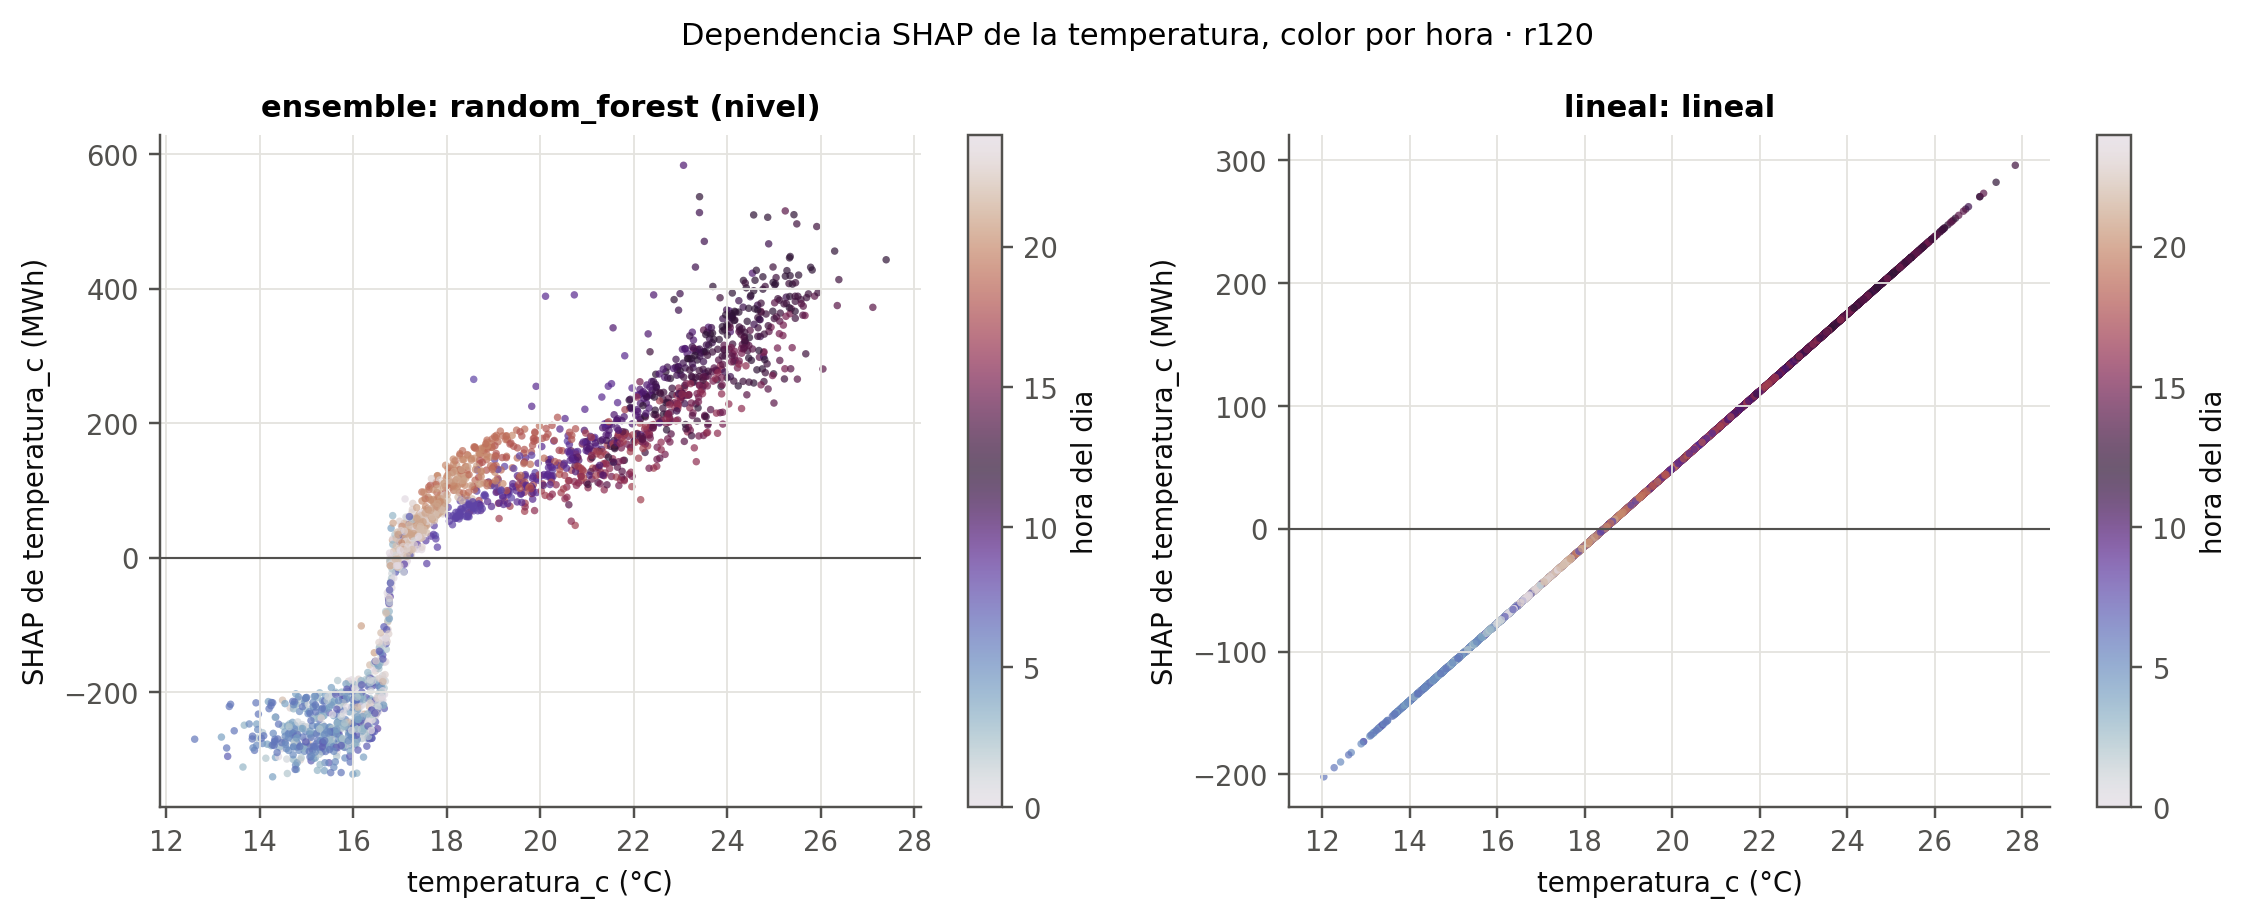 Dependencia SHAP de la temperatura, color por hora · r120
ensemble: random_forest (nivel)
SHAP de temperatura_c (MWh)
600
400
200
0
−200
12 14 16 18 20 22 24 26 28
temperatura_c (°C)
20
15
10
5
0
hora del dia
lineal: lineal
SHAP de temperatura_c (MWh)
300
200
100
0
−100
−200
12 14 16 18 20 22 24 26 28
temperatura_c (°C)
20
15
10
5
0
hora del dia